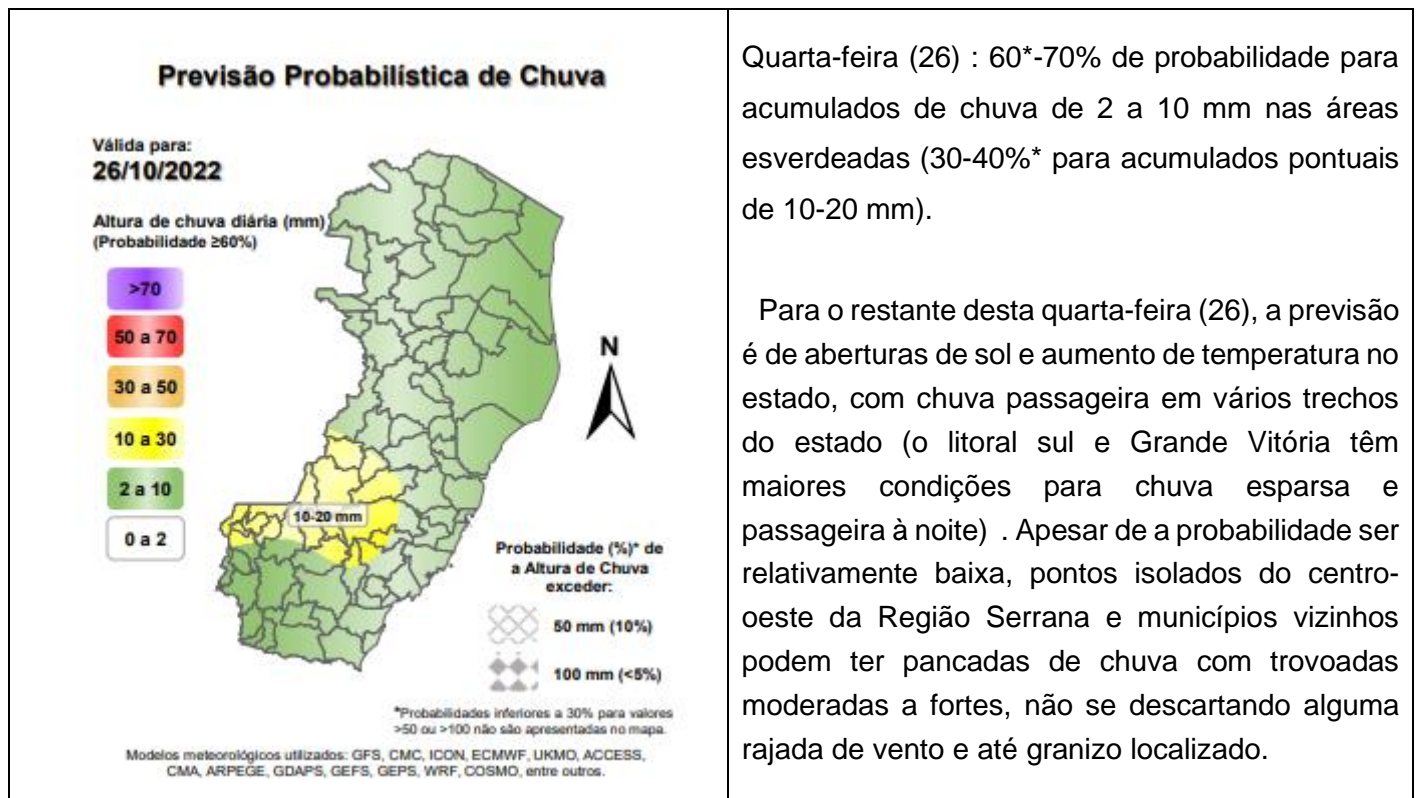 Previsão Probabilística de Chuva
Válida para:
26/10/2022
Altura de chuva diária (mm)
(Probabilidade ≥60%)
>70
50 a 70
30 a 50
10 a 30
2 a 10
0 a 2
10-20 mm
N
Probabilidade (%)* de
a Altura de Chuva
exceder:
50 mm (10%)
100 mm (<5%)
*Probabilidades inferiores a 30% para valores
>50 ou >100 não são apresentadas no mapa.
Modelos meteorológicos utilizados: GFS, CMC, ICON, ECMWF, UKMO, ACCESS,
CMA, ARPEGE, GDAPS, GEFS, GEPS, WRF, COSMO, entre outros.
Quarta-feira (26) : 60*-70% de probabilidade para
acumulados de chuva de 2 a 10 mm nas áreas
esverdeadas (30-40%* para acumulados pontuais
de 10-20 mm).
Para o restante desta quarta-feira (26), a previsão
é de aberturas de sol e aumento de temperatura no
estado, com chuva passageira em vários trechos
do estado (o litoral sul e Grande Vitória têm
maiores condições para chuva esparsa e
passageira à noite) . Apesar de a probabilidade ser
relativamente baixa, pontos isolados do centro-
oeste da Região Serrana e municípios vizinhos
podem ter pancadas de chuva com trovoadas
moderadas a fortes, não se descartando alguma
rajada de vento e até granizo localizado.